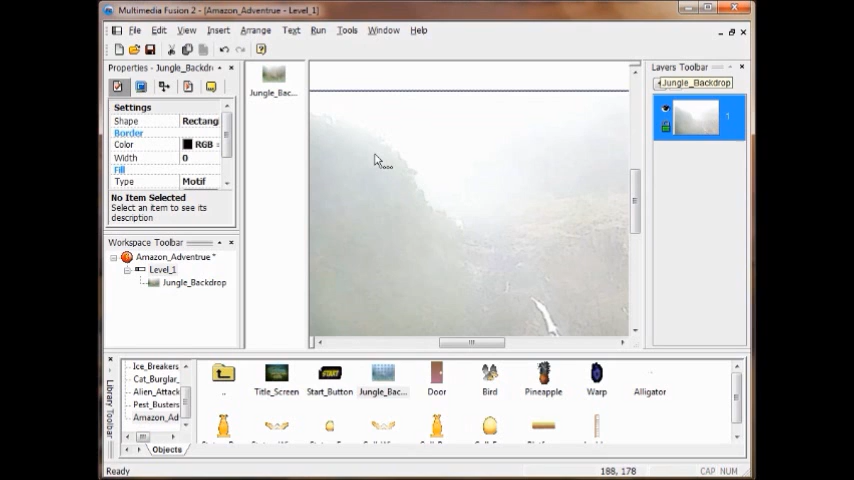 Multimedia Fusion 2 - [Amazon_Adventrue - Level_1]
File Edit View Insert Arrange Text Run Tools Window Help
Properties - Jungle_Backdro
Settings
Shape Rectang
Border
Color RGB =
Width 0
Fill
Type Motif
No Item Selected
Select an item to see its
description
Workspace Toolbar
Amazon_Adventrue *
Level_1
Jungle_Backdrop
Jungle_Bac...
Layers Toolbar
Jungle_Backdrop
1
Library Toolbar
Ice_Breakers
Cat_Burglar_
Alien_Attack
Pest_Busters
Amazon_Ad
Objects
..
Title_Screen Start_Button Jungle_Bac... Door Bird Pineapple Warp Alligator
Ready 188, 178 CAP NUM